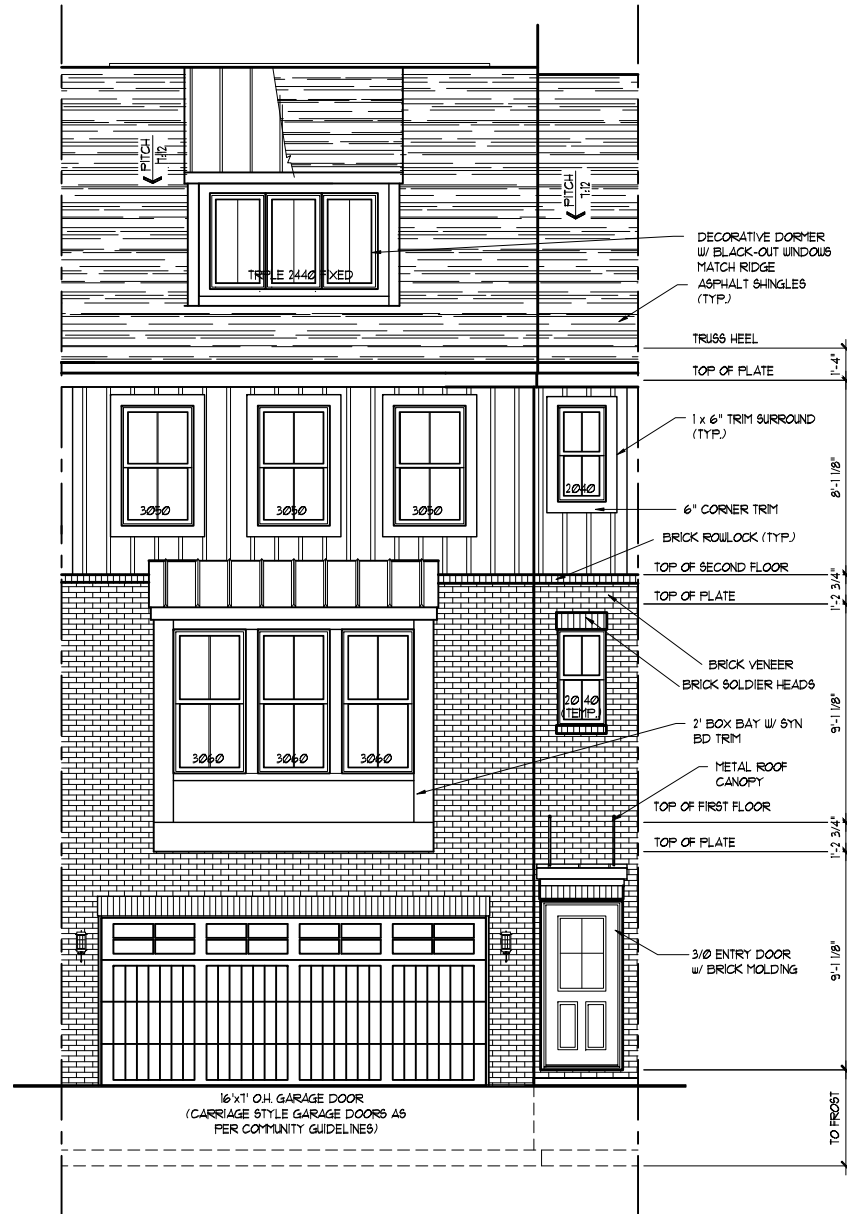 PITCH
7:12
PITCH
7:12
DECORATIVE DORMER
W/ BLACK-OUT WINDOWS
MATCH RIDGE
ASPHALT SHINGLES
(TYP.)
TRIPLE 2440 FIXED
TRUSS HEEL
1'-4"
TOP OF PLATE
1 x 6" TRIM SURROUND
(TYP.)
8'-1 1/8"
3050
3050
3050
2040
6" CORNER TRIM
BRICK ROWLOCK (TYP.)
TOP OF SECOND FLOOR
1'-2 3/4"
TOP OF PLATE
BRICK VENEER
BRICK SOLDIER HEADS
9'-1 1/8"
20 40
(TEMP.)
2' BOX BAY W/ SYN
BD TRIM
3060
3060
3060
METAL ROOF
CANOPY
TOP OF FIRST FLOOR
1'-2 3/4"
TOP OF PLATE
3/0 ENTRY DOOR
w/ BRICK MOLDING
9'-1 1/8"
16'x7' O.H. GARAGE DOOR
(CARRIAGE STYLE GARAGE DOORS AS
PER COMMUNITY GUIDELINES)
TO FROST